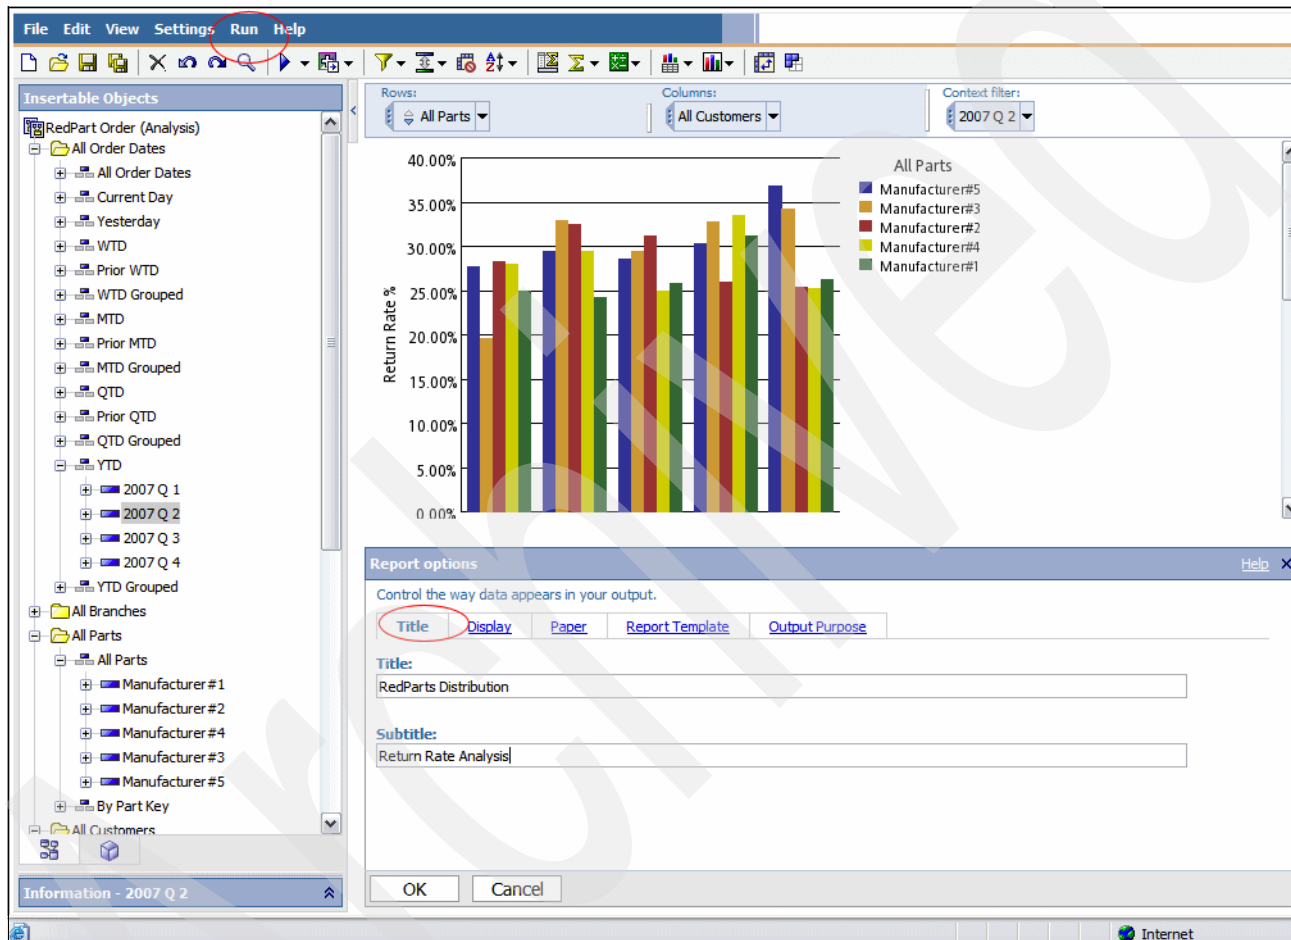 File Edit View Settings Run Help
Insertable Objects
RedPart Order (Analysis)
All Order Dates
All Order Dates
Current Day
Yesterday
WTD
Prior WTD
WTD Grouped
MTD
Prior MTD
MTD Grouped
QTD
Prior QTD
QTD Grouped
YTD
2007 Q 1
2007 Q 2
2007 Q 3
2007 Q 4
YTD Grouped
All Branches
All Parts
All Parts
Manufacturer#1
Manufacturer#2
Manufacturer#4
Manufacturer#3
Manufacturer#5
By Part Key
All Customers
Information - 2007 Q 2
Rows: Columns: Context filter:
All Parts All Customers 2007 Q 2
Return Rate %
40.00%
35.00%
30.00%
25.00%
20.00%
15.00%
10.00%
5.00%
0.00%
All Parts
Manufacturer#5
Manufacturer#3
Manufacturer#2
Manufacturer#4
Manufacturer#1
Report options Help
Control the way data appears in your output.
Title Display Paper Report Template Output Purpose
Title:
RedParts Distribution
Subtitle:
Return Rate Analysis
OK Cancel
Internet